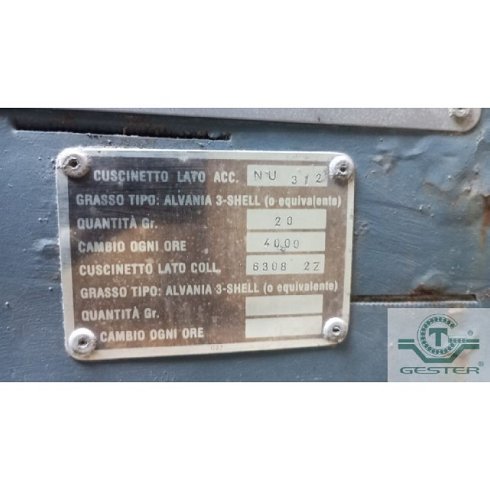 CUSCINETTO LATO ACC. NU 312
GRASSO TIPO: ALVANIA 3-SHELL (o equivalente)
QUANTITÀ Gr. 20
CAMBIO OGNI ORE 4000
CUSCINETTO LATO COLL. 6308 2Z
GRASSO TIPO: ALVANIA 3-SHELL (o equivalente)
QUANTITÀ Gr.
CAMBIO OGNI ORE
T
GESTER